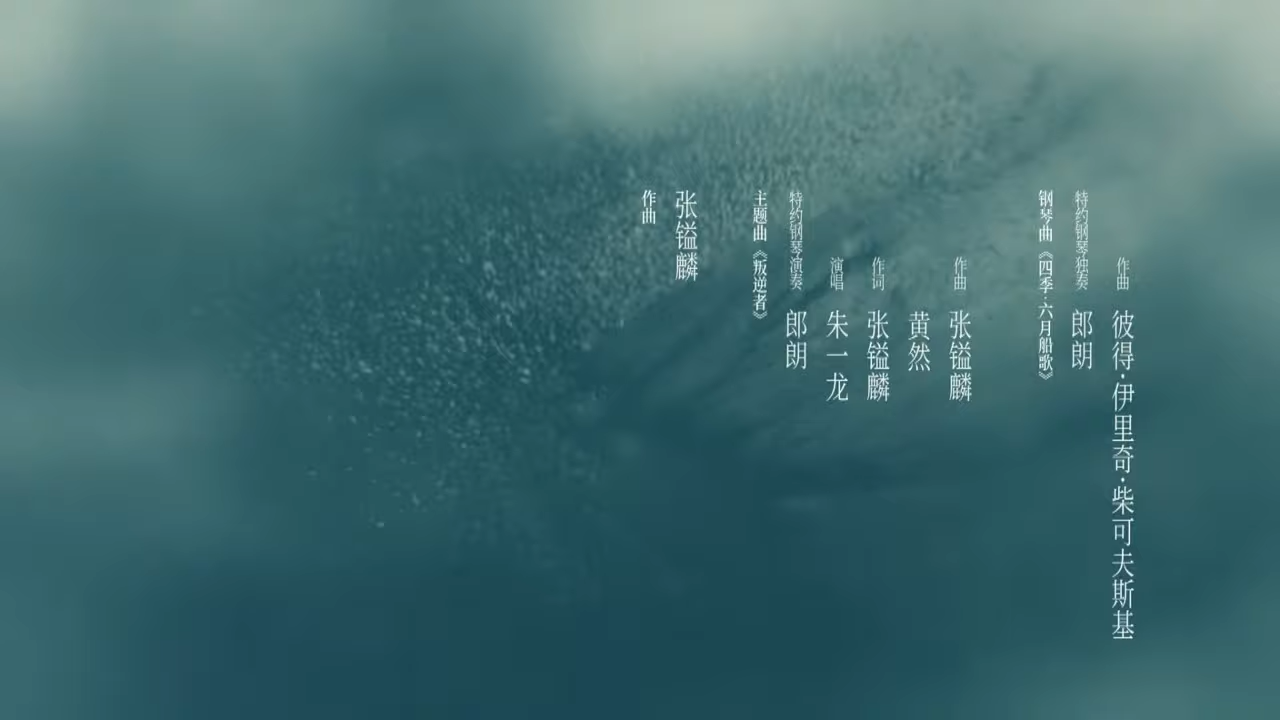 作曲 彼得·伊里奇·柴可夫斯基
特约钢琴独奏 郎朗
钢琴曲《四季·六月船歌》
作曲 张镒麟
黄然
作词 张镒麟
演唱 朱一龙
特约钢琴演奏 郎朗
主题曲《叛逆者》
张镒麟
作曲